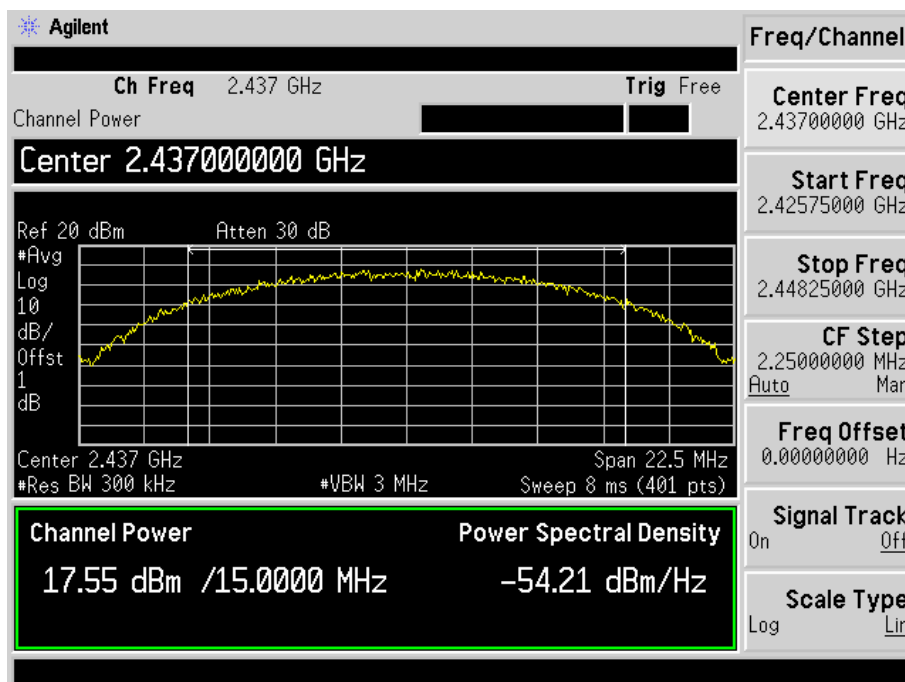 Agilent
Ch Freq 2.437 GHz Trig Free
Channel Power
Center 2.437000000 GHz
Ref 20 dBm Atten 30 dB
#Avg
Log
10
dB/
Offst
1
dB
Center 2.437 GHz Span 22.5 MHz
#Res BW 300 kHz #VBW 3 MHz Sweep 8 ms (401 pts)
Channel Power Power Spectral Density
17.55 dBm /15.0000 MHz -54.21 dBm/Hz
Freq/Channel
Center Freq
2.43700000 GHz
Start Freq
2.42575000 GHz
Stop Freq
2.44825000 GHz
CF Step
2.25000000 MHz
Auto Man
Freq Offset
0.00000000 Hz
Signal Track
On Off
Scale Type
Log Lin